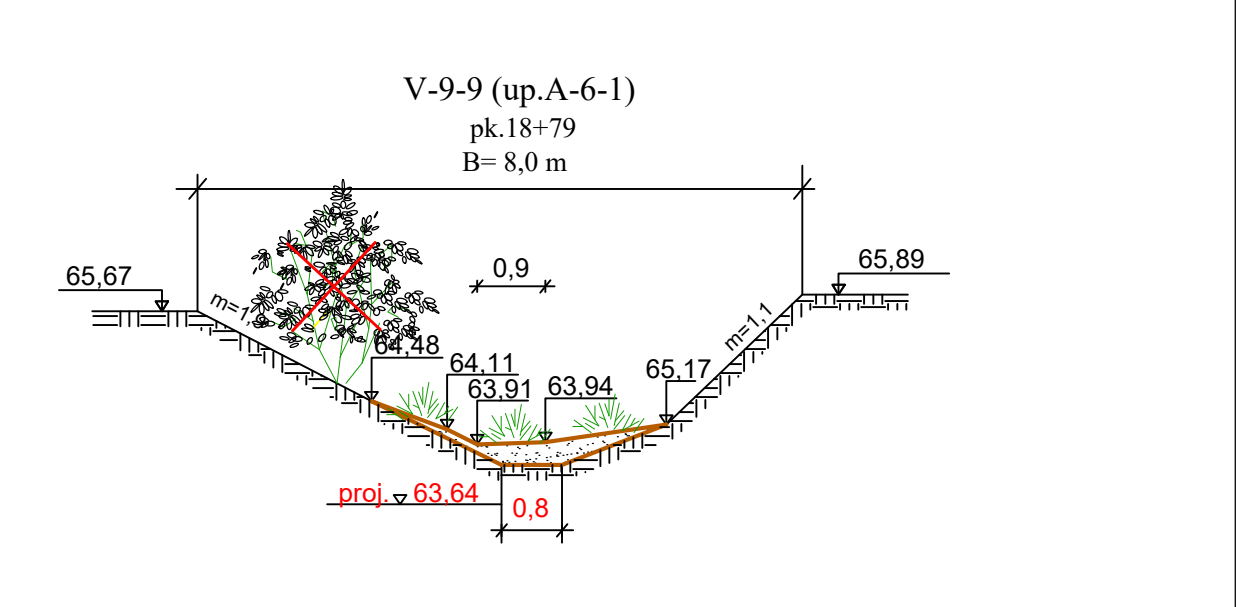 V-9-9 (up.A-6-1)
pk.18+79
B= 8,0 m
65,67
0,9
65,89
m=1,
m=1,1
64,48
64,11
65,17
63,91
63,94
proj. 63,64
0,8